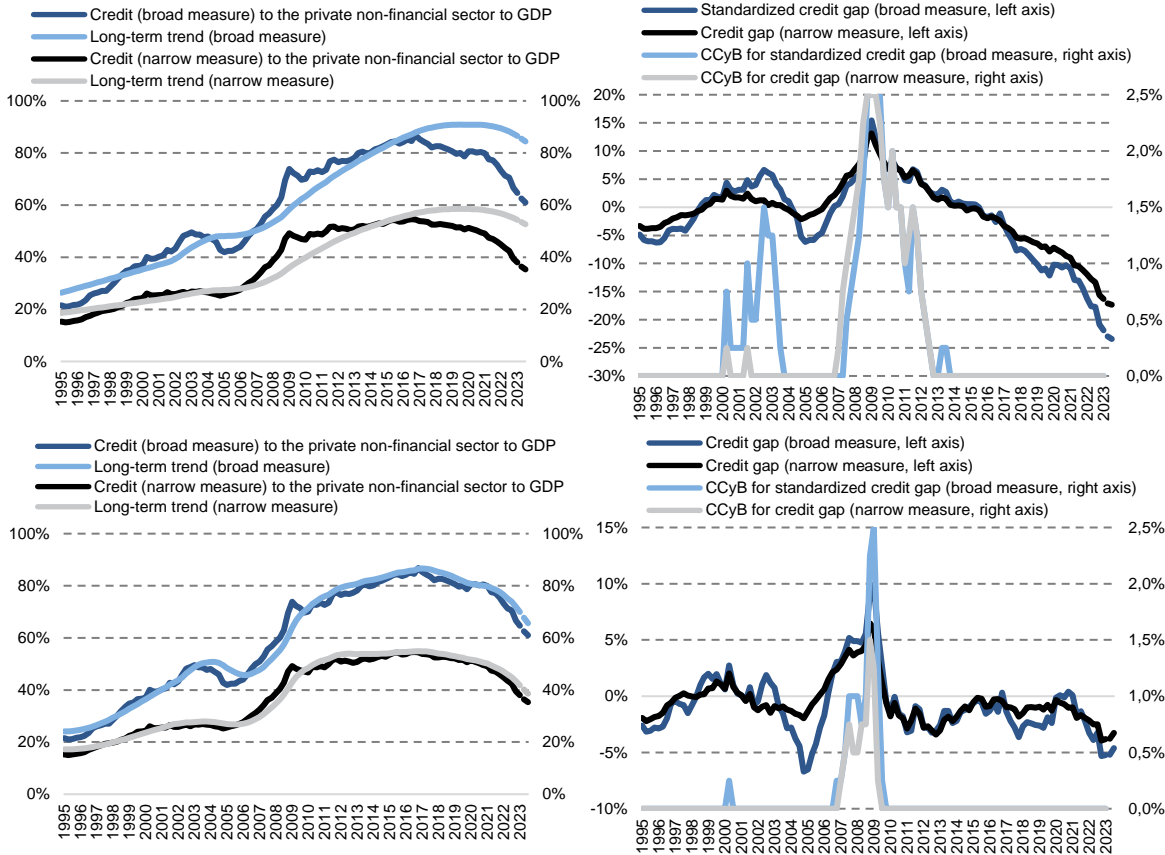 Credit (broad measure) to the private non-financial sector to GDP
Long-term trend (broad measure)
Credit (narrow measure) to the private non-financial sector to GDP
Long-term trend (narrow measure)
100% 100%
80% 80%
60% 60%
40% 40%
20% 20%
0% 0%
1995 1996 1997 1998 1999 2000 2001 2002 2003 2004 2005 2006 2007 2008 2009 2010 2011 2012 2013 2014 2015 2016 2017 2018 2019 2020 2021 2022 2023
Standardized credit gap (broad measure, left axis)
Credit gap (narrow measure, left axis)
CCyB for standardized credit gap (broad measure, right axis)
CCyB for credit gap (narrow measure, right axis)
20% 2,5%
15%
10% 2,0%
5%
0% 1,5%
-5%
-10% 1,0%
-15%
-20% 0,5%
-25%
-30% 0,0%
1995 1996 1997 1998 1999 2000 2001 2002 2003 2004 2005 2006 2007 2008 2009 2010 2011 2012 2013 2014 2015 2016 2017 2018 2019 2020 2021 2022 2023
Credit (broad measure) to the private non-financial sector to GDP
Long-term trend (broad measure)
Credit (narrow measure) to the private non-financial sector to GDP
Long-term trend (narrow measure)
100% 100%
80% 80%
60% 60%
40% 40%
20% 20%
0% 0%
1995 1996 1997 1998 1999 2000 2001 2002 2003 2004 2005 2006 2007 2008 2009 2010 2011 2012 2013 2014 2015 2016 2017 2018 2019 2020 2021 2022 2023
Credit gap (broad measure, left axis)
Credit gap (narrow measure, left axis)
CCyB for standardized credit gap (broad measure, right axis)
CCyB for credit gap (narrow measure, right axis)
15% 2,5%
10% 2,0%
5% 1,5%
0% 1,0%
-5% 0,5%
-10% 0,0%
1995 1996 1997 1998 1999 2000 2001 2002 2003 2004 2005 2006 2007 2008 2009 2010 2011 2012 2013 2014 2015 2016 2017 2018 2019 2020 2021 2022 2023